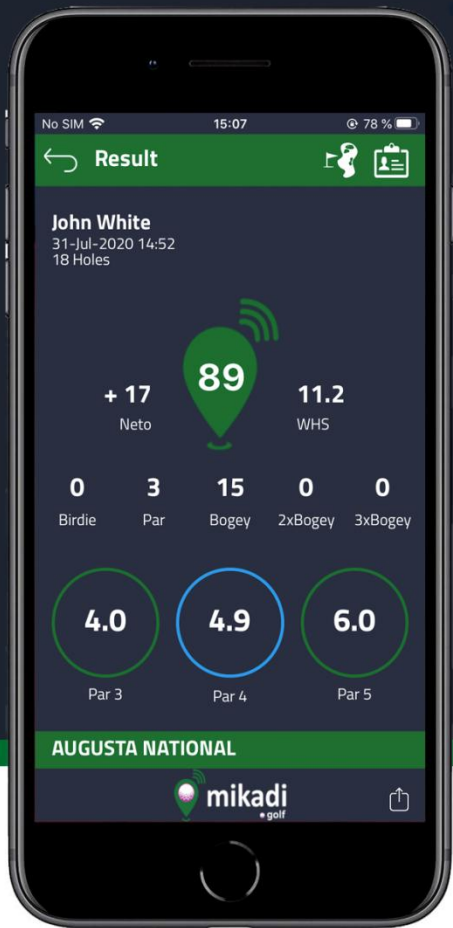 No SIM 15:07 78 %
Result
John White
31-Jul-2020 14:52
18 Holes
89
+ 17 11.2
Neto WHS
0 3 15 0 0
Birdie Par Bogey 2xBogey 3xBogey
4.0 4.9 6.0
Par 3 Par 4 Par 5
AUGUSTA NATIONAL
mikadi
golf